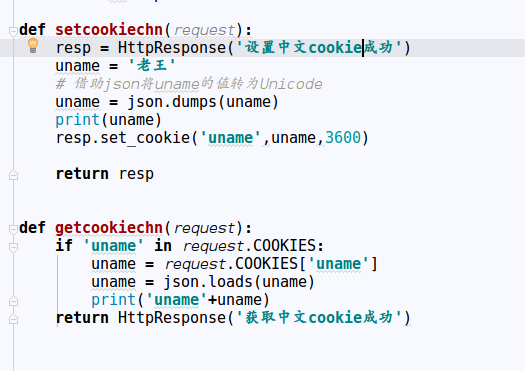 def setcookiechn(request):
    resp = HttpResponse('设置中文cookie成功')
    uname = '老王'
    # 借助json将uname的值转为Unicode
    uname = json.dumps(uname)
    print(uname)
    resp.set_cookie('uname',uname,3600)
    return resp
def getcookiechn(request):
    if 'uname' in request.COOKIES:
        uname = request.COOKIES['uname']
        uname = json.loads(uname)
        print('uname'+uname)
    return HttpResponse('获取中文cookie成功')